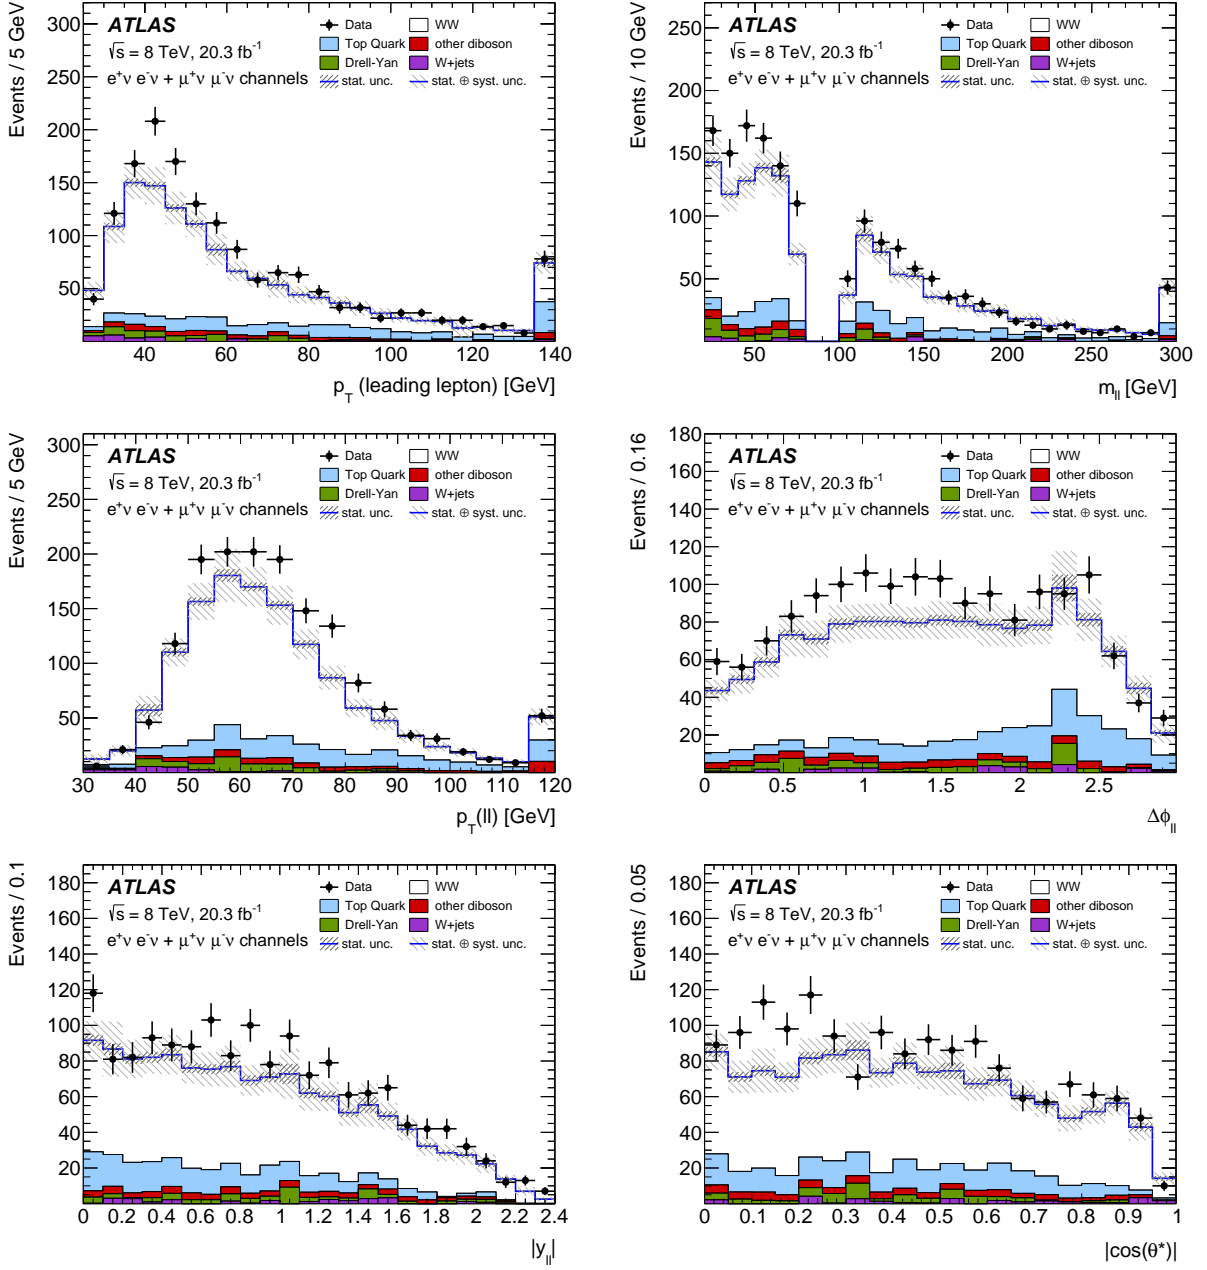 Events / 5 GeV
300
250
200
150
100
50
ATLAS
√s = 8 TeV, 20.3 fb⁻¹
e⁺ν e⁻ν + μ⁺ν μ⁻ν channels
Data
WW
Top Quark
other diboson
Drell-Yan
W+jets
stat. unc.
stat. ⊕ syst. unc.
40 60 80 100 120 140
p_T (leading lepton) [GeV]
Events / 10 GeV
250
200
150
100
50
ATLAS
√s = 8 TeV, 20.3 fb⁻¹
e⁺ν e⁻ν + μ⁺ν μ⁻ν channels
Data
WW
Top Quark
other diboson
Drell-Yan
W+jets
stat. unc.
stat. ⊕ syst. unc.
50 100 150 200 250 300
m_ll [GeV]
Events / 5 GeV
300
250
200
150
100
50
ATLAS
√s = 8 TeV, 20.3 fb⁻¹
e⁺ν e⁻ν + μ⁺ν μ⁻ν channels
Data
WW
Top Quark
other diboson
Drell-Yan
W+jets
stat. unc.
stat. ⊕ syst. unc.
30 40 50 60 70 80 90 100 110 120
p_T(ll) [GeV]
Events / 0.16
180
160
140
120
100
80
60
40
20
ATLAS
√s = 8 TeV, 20.3 fb⁻¹
e⁺ν e⁻ν + μ⁺ν μ⁻ν channels
Data
WW
Top Quark
other diboson
Drell-Yan
W+jets
stat. unc.
stat. ⊕ syst. unc.
0 0.5 1 1.5 2 2.5
Δϕ_ll
Events / 0.1
180
160
140
120
100
80
60
40
20
ATLAS
√s = 8 TeV, 20.3 fb⁻¹
e⁺ν e⁻ν + μ⁺ν μ⁻ν channels
Data
WW
Top Quark
other diboson
Drell-Yan
W+jets
stat. unc.
stat. ⊕ syst. unc.
0 0.2 0.4 0.6 0.8 1 1.2 1.4 1.6 1.8 2 2.2 2.4
|y_ll|
Events / 0.05
180
160
140
120
100
80
60
40
20
ATLAS
√s = 8 TeV, 20.3 fb⁻¹
e⁺ν e⁻ν + μ⁺ν μ⁻ν channels
Data
WW
Top Quark
other diboson
Drell-Yan
W+jets
stat. unc.
stat. ⊕ syst. unc.
0 0.1 0.2 0.3 0.4 0.5 0.6 0.7 0.8 0.9 1
|cos(θ*)|